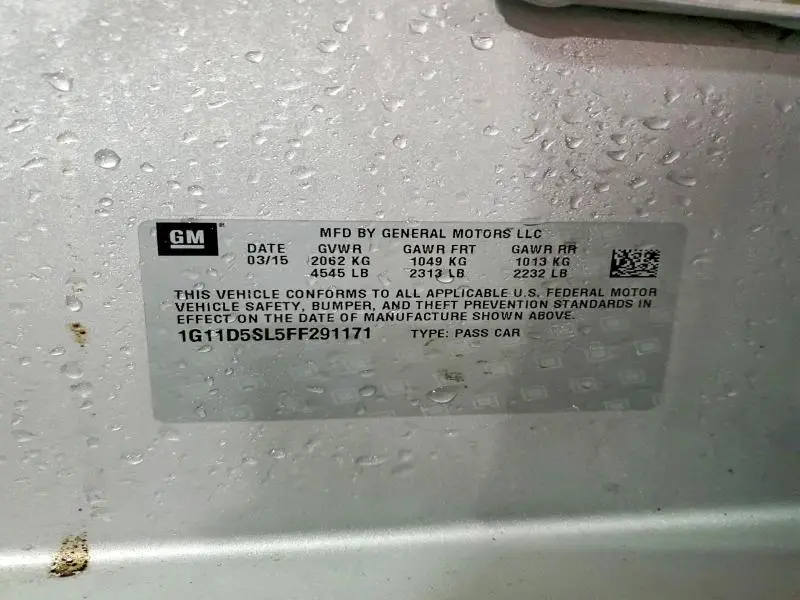 GM
MFD BY GENERAL MOTORS LLC
DATE GVWR GAWR FRT GAWR RR
03/15 2062 KG 1049 KG 1013 KG
4545 LB 2313 LB 2232 LB
THIS VEHICLE CONFORMS TO ALL APPLICABLE U.S. FEDERAL MOTOR
VEHICLE SAFETY, BUMPER, AND THEFT PREVENTION STANDARDS IN
EFFECT ON THE DATE OF MANUFACTURE SHOWN ABOVE.
1G11D5SL5FF291171 TYPE: PASS CAR